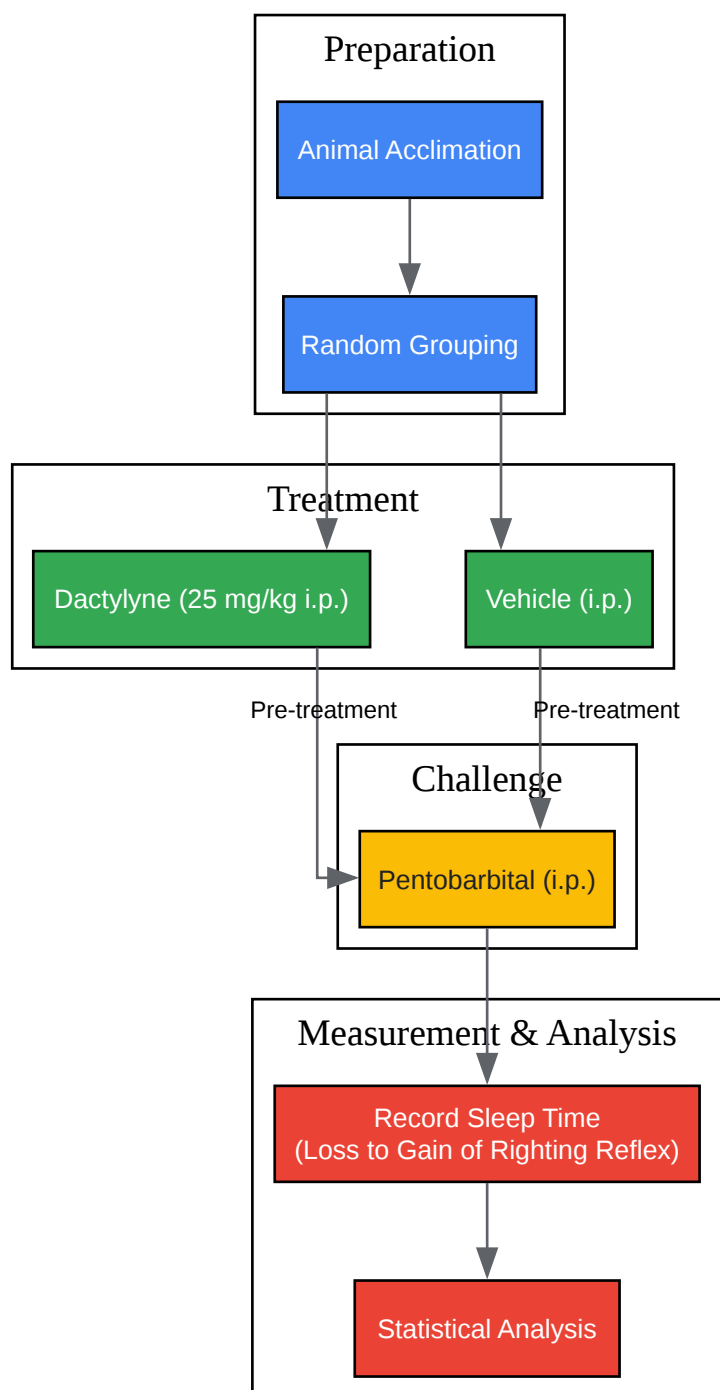 Preparation
Animal Acclimation
Random Grouping
Treatment
Dactylyne (25 mg/kg i.p.)
Vehicle (i.p.)
Pre-treatment
Pre-treatment
Challenge
Pentobarbital (i.p.)
Measurement & Analysis
Record Sleep Time
(Loss to Gain of Righting Reflex)
Statistical Analysis